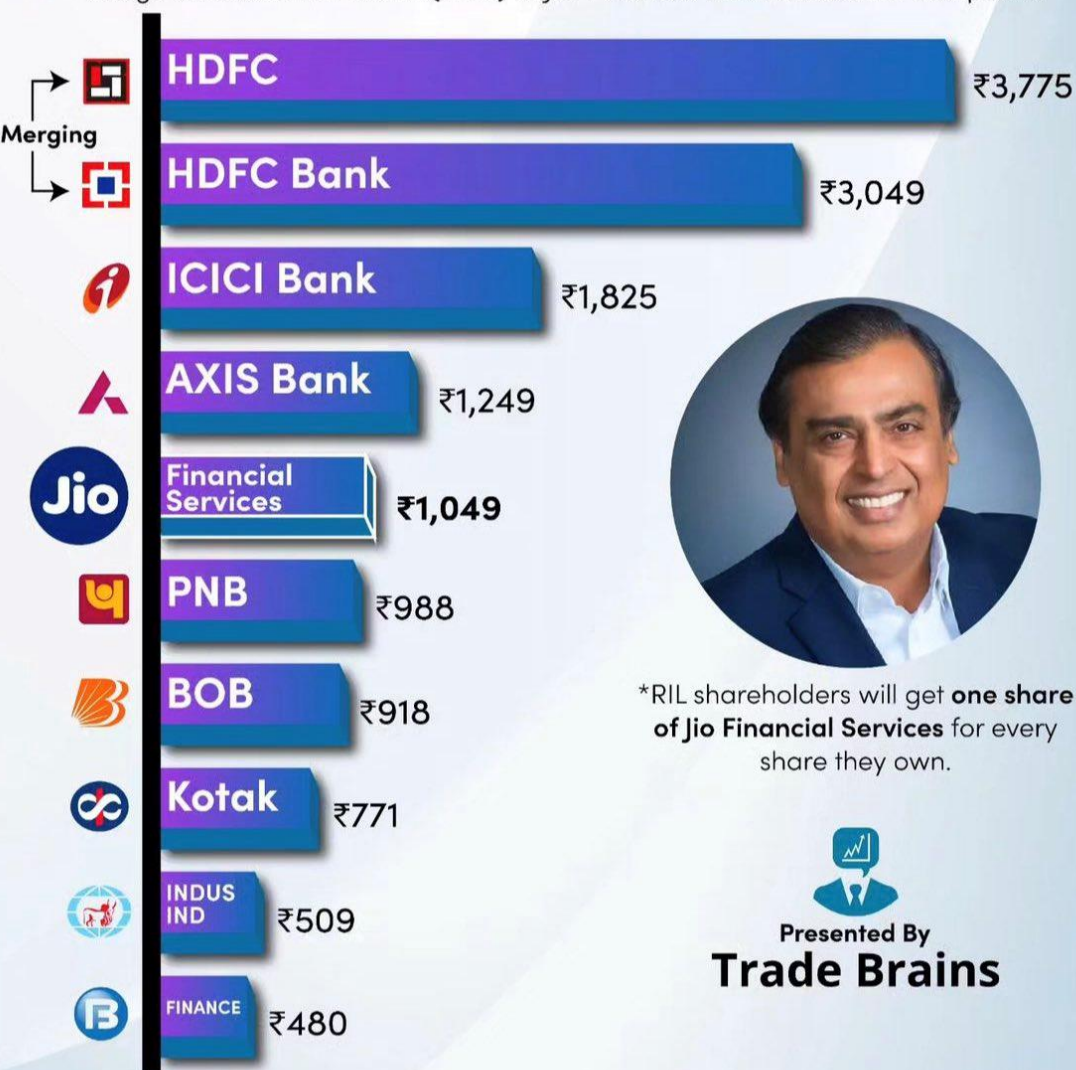 HDFC
₹3,775
Merging
HDFC Bank
₹3,049
ICICI Bank
₹1,825
AXIS Bank
₹1,249
Jio
Financial
Services
₹1,049
PNB
₹988
BOB
₹918
*RIL shareholders will get one share
of Jio Financial Services for every
share they own.
Kotak
₹771
INDUS
IND
₹509
Presented By
Trade Brains
FINANCE
₹480